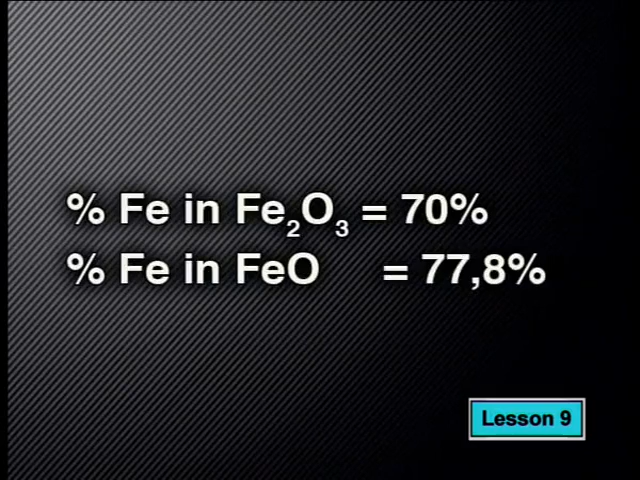 % Fe in Fe₂O₃ = 70%
% Fe in FeO = 77,8%
Lesson 9